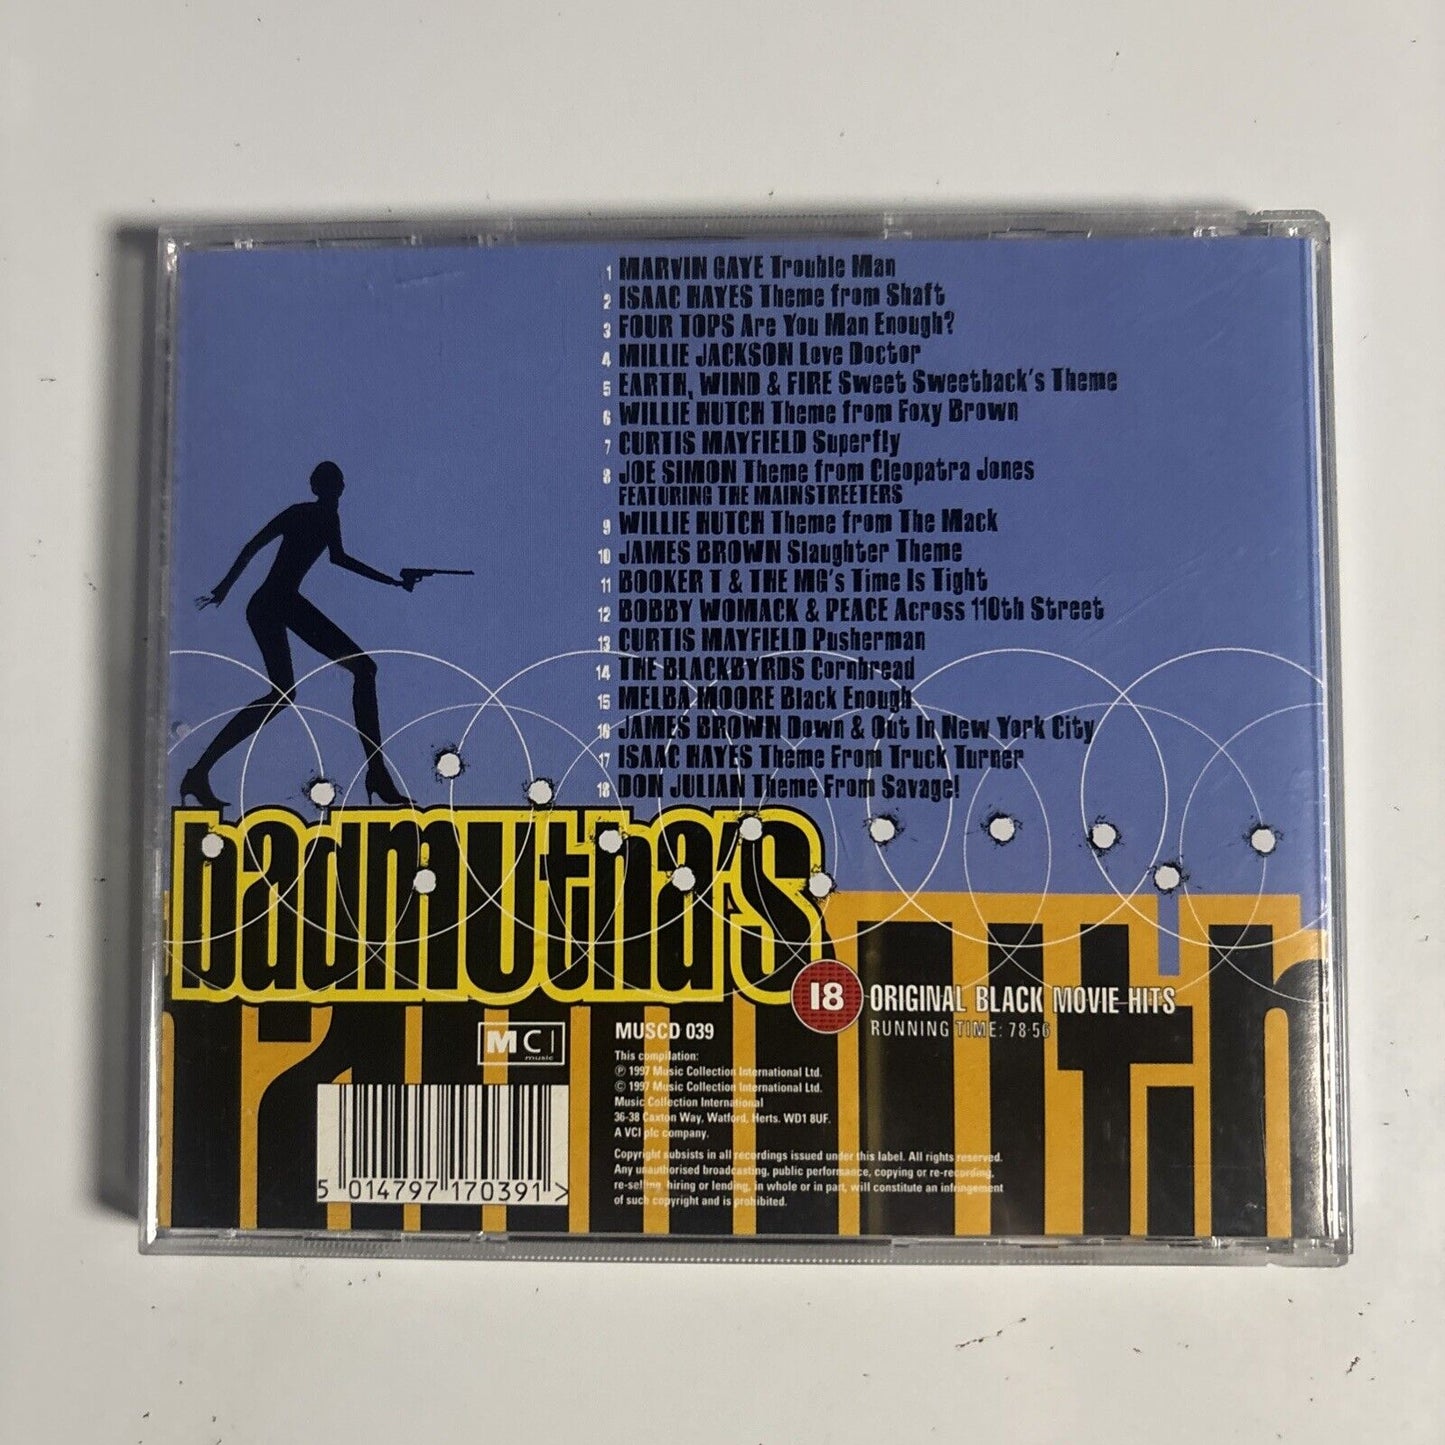 1 MARVIN GAYE Trouble Man
2 ISAAC HAYES Theme from Shaft
3 FOUR TOPS Are You Man Enough?
4 MILLIE JACKSON Love Doctor
5 EARTH, WIND & FIRE Sweet Sweetback's Theme
6 WILLIE HUTCH Theme from Foxy Brown
7 CURTIS MAYFIELD Superfly
8 JOE SIMON Theme from Cleopatra Jones
FEATURING THE MAINSTREETERS
9 WILLIE HUTCH Theme from The Mack
10 JAMES BROWN Slaughter Theme
11 BOOKER T & THE MG's Time Is Tight
12 BOBBY WOMACK & PEACE Across 110th Street
13 CURTIS MAYFIELD Pusherman
14 THE BLACKBYRDS Cornbread
15 MELBA MOORE Black Enough
16 JAMES BROWN Down & Out In New York City
17 ISAAC HAYES Theme From Truck Turner
18 DON JULIAN Theme From Savage!
badmutha's
18 ORIGINAL BLACK MOVIE HITS
RUNNING TIME: 78:56
MCI
music
MUSCD 039
This compilation:
℗ 1997 Music Collection International Ltd.
© 1997 Music Collection International Ltd.
Music Collection International
36-38 Caxton Way, Watford, Herts. WD1 8UF.
A VCI plc company.
Copyright subsists in all recordings issued under this label. All rights reserved.
Any unauthorised broadcasting, public performance, copying or re-recording,
re-selling, hiring or lending, in whole or in part, will constitute an infringement
of such copyright and is prohibited.
5 014797 170391 >